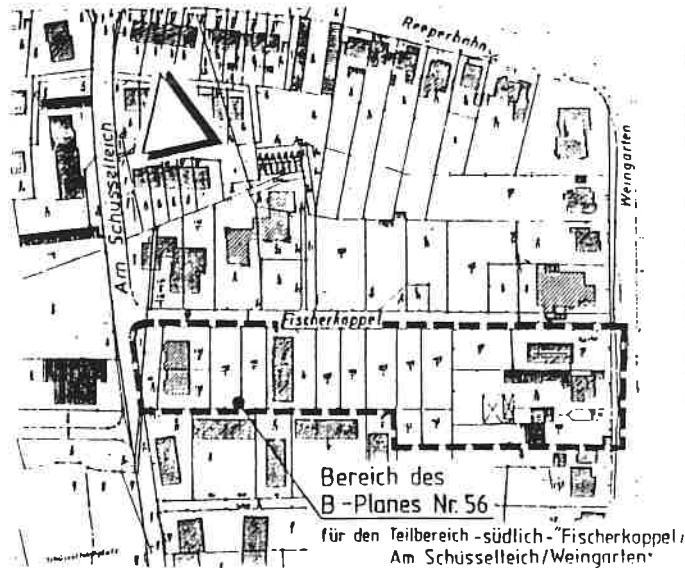 Reeperbahn
Weingarten
Am Schüsselteich
Fischerkoppel
Bereich des
B-Planes Nr. 56
für den Teilbereich -südlich-"Fischerkoppel/
Am Schüsselteich/Weingarten"